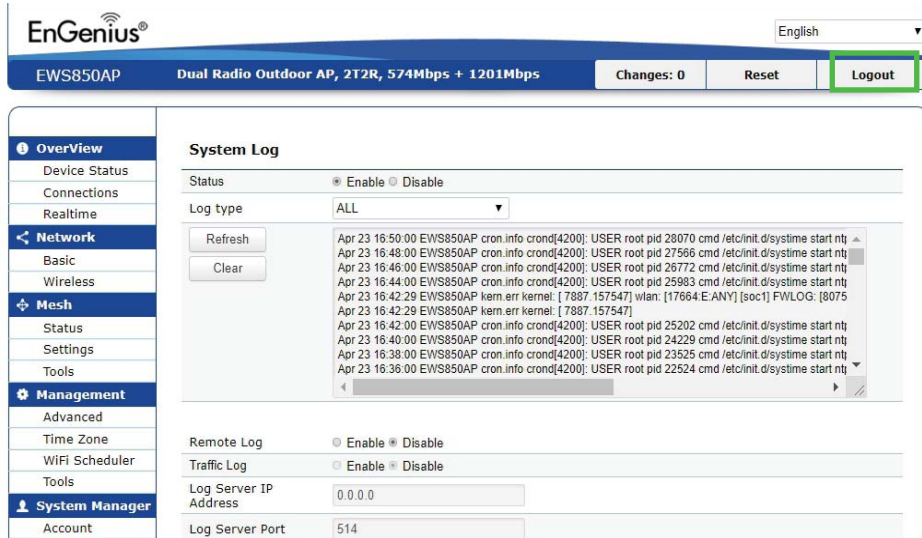 EnGenius®
English
EWS850AP
Dual Radio Outdoor AP, 2T2R, 574Mbps + 1201Mbps
Changes: 0
Reset
Logout
OverView
Device Status
Connections
Realtime
Network
Basic
Wireless
Mesh
Status
Settings
Tools
Management
Advanced
Time Zone
WiFi Scheduler
Tools
System Manager
Account
System Log
Status Enable Disable
Log type ALL
Refresh
Clear
Apr 23 16:50:00 EWS850AP cron.info crond[4200]: USER root pid 28070 cmd /etc/init.d/systime start ntp
Apr 23 16:48:00 EWS850AP cron.info crond[4200]: USER root pid 27566 cmd /etc/init.d/systime start ntp
Apr 23 16:46:00 EWS850AP cron.info crond[4200]: USER root pid 26772 cmd /etc/init.d/systime start ntp
Apr 23 16:44:00 EWS850AP cron.info crond[4200]: USER root pid 25983 cmd /etc/init.d/systime start ntp
Apr 23 16:42:29 EWS850AP kern.err kernel: [ 7887.157547] wlan: [17664:E:ANY] [soc1] FWLOG: [8075
Apr 23 16:42:29 EWS850AP kern.err kernel: [ 7887.157547]
Apr 23 16:42:00 EWS850AP cron.info crond[4200]: USER root pid 25202 cmd /etc/init.d/systime start ntp
Apr 23 16:40:00 EWS850AP cron.info crond[4200]: USER root pid 24229 cmd /etc/init.d/systime start ntp
Apr 23 16:38:00 EWS850AP cron.info crond[4200]: USER root pid 23525 cmd /etc/init.d/systime start ntp
Apr 23 16:36:00 EWS850AP cron.info crond[4200]: USER root pid 22524 cmd /etc/init.d/systime start ntp
Remote Log Enable Disable
Traffic Log Enable Disable
Log Server IP
Address
0.0.0.0
Log Server Port 514